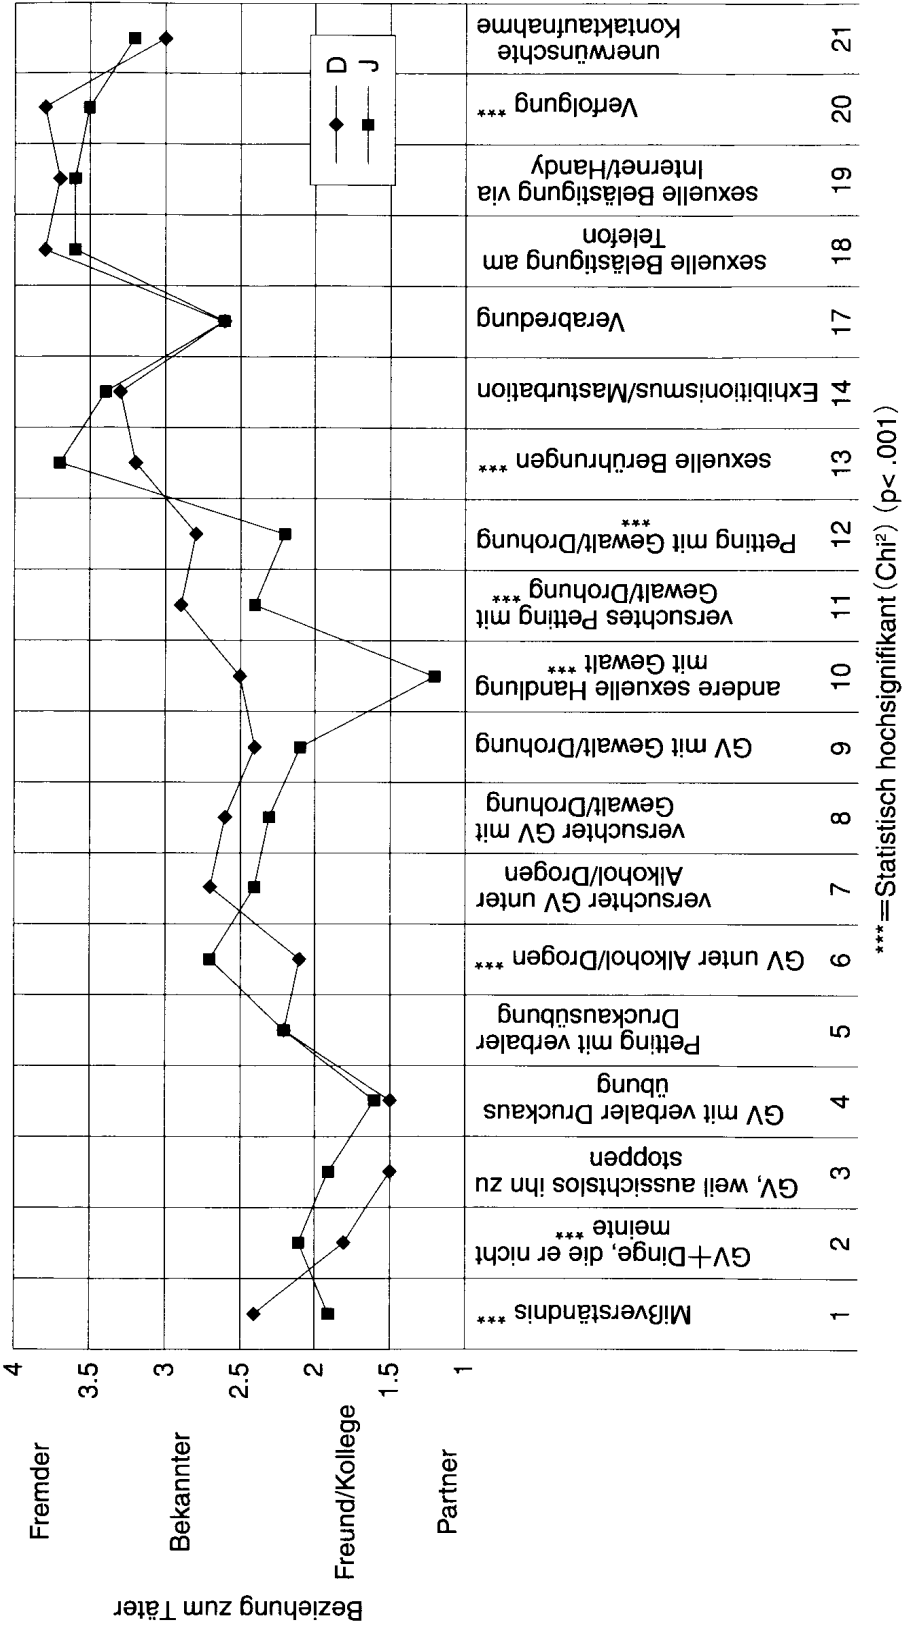 4
3.5
3
2.5
2
1.5
1
Fremder
Bekannter
Freund/Kollege
Partner
Beziehung zum Täter
D
J
Mißverständnis ***
GV+Dinge, die er nicht
meinte ***
GV, weil aussichtslos ihn zu
stoppen
GV mit verbaler Druckaus
übung
Petting mit verbaler
Druckausübung
GV unter Alkohol/Drogen ***
versuchter GV unter
Alkohol/Drogen
versuchter GV mit
Gewalt/Drohung
GV mit Gewalt/Drohung
andere sexuelle Handlung
mit Gewalt ***
versuchtes Petting mit
Gewalt/Drohung ***
Petting mit Gewalt/Drohung
***
sexuelle Berührungen ***
Exhibitionismus/Masturbation
Verabredung
sexuelle Belästigung am
Telefon
sexuelle Belästigung via
Internet/Handy
Verfolgung ***
unerwünschte
Kontaktaufnahme
1 2 3 4 5 6 7 8 9 10 11 12 13 14 17 18 19 20 21
***=Statistisch hochsignifikant (Chi²) (p< .001)